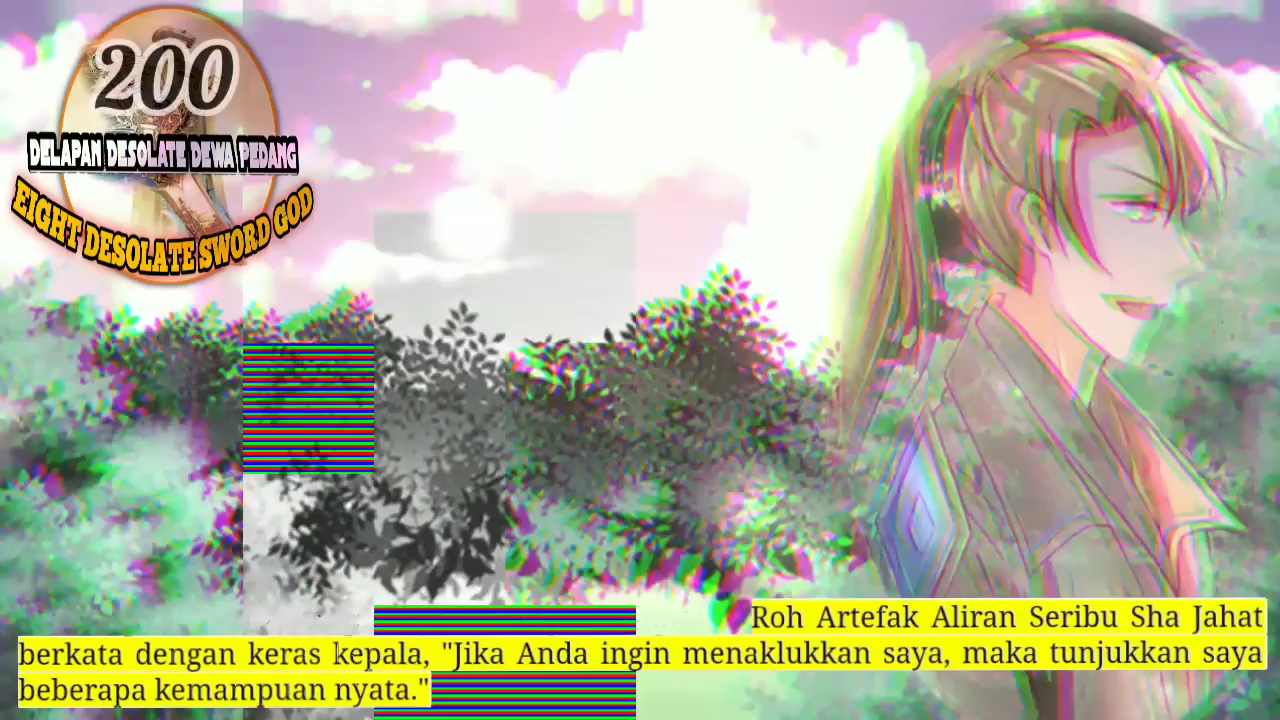 200
DELAPAN DESOLATE DEWA PEDANG
EIGHT DESOLATE SWORD GOD
Roh Artefak Aliran Seribu Sha Jahat
berkata dengan keras kepala, "Jika Anda ingin menaklukkan saya, maka tunjukkan saya
beberapa kemampuan nyata."